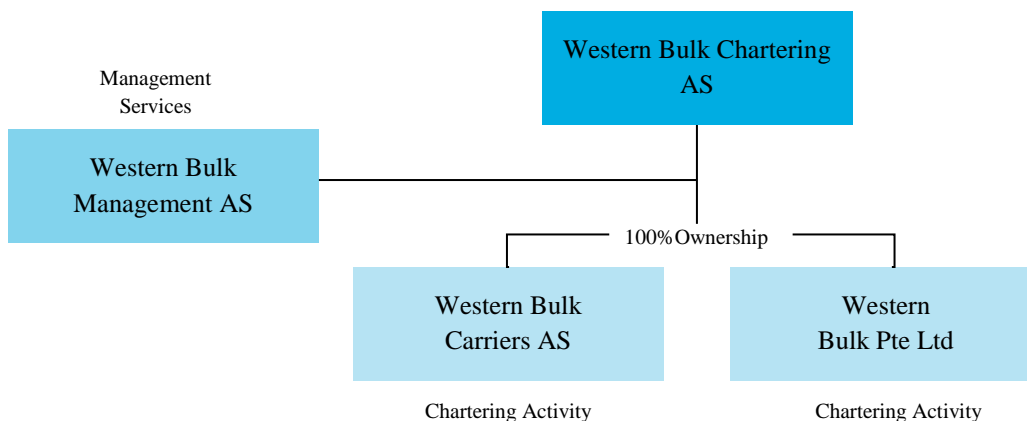 Western Bulk Chartering
AS
Management
Services
Western Bulk
Management AS
100% Ownership
Western Bulk
Carriers AS
Western
Bulk Pte Ltd
Chartering Activity
Chartering Activity